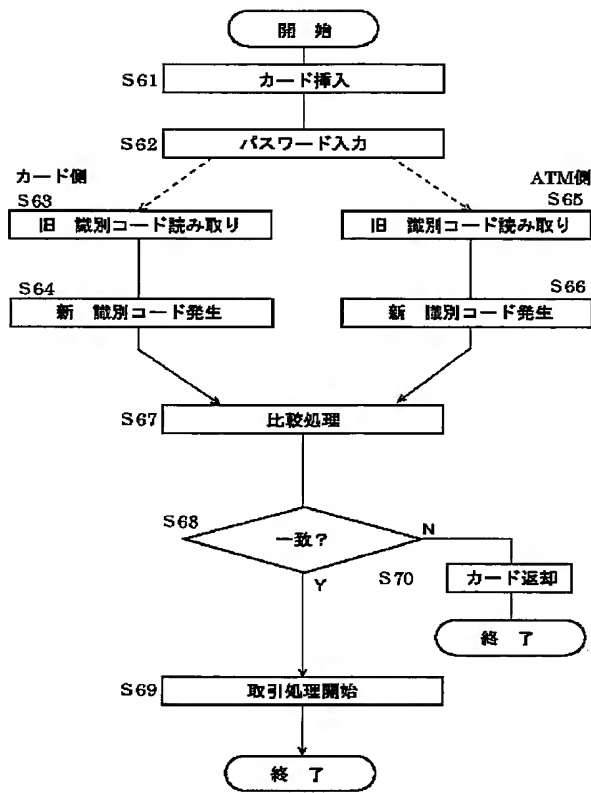 開 始
S61 カード挿入
S62 パスワード入力
カード側
S63
旧 識別コード読み取り
ATM側
S65
旧 識別コード読み取り
S64
新 識別コード発生
S66
新 識別コード発生
S67 比較処理
S68
一致?
N
Y
S70 カード返却
終 了
S69 取引処理開始
終 了